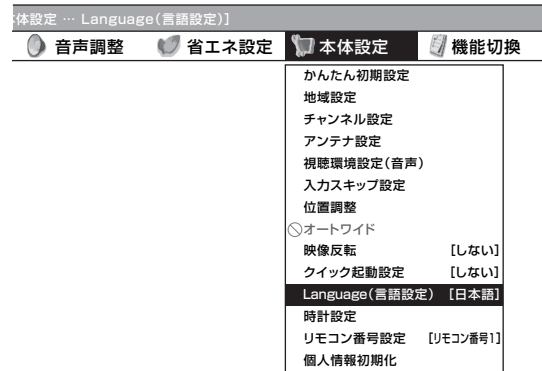 体設定 … Language(言語設定)]
音声調整 省エネ設定 本体設定 機能切換
かんたん初期設定
地域設定
チャンネル設定
アンテナ設定
視聴環境設定(音声)
入力スキップ設定
位置調整
オートワイド
映像反転 [しない]
クイック起動設定 [しない]
Language(言語設定) [日本語]
時計設定
リモコン番号設定 [リモコン番号1]
個人情報初期化